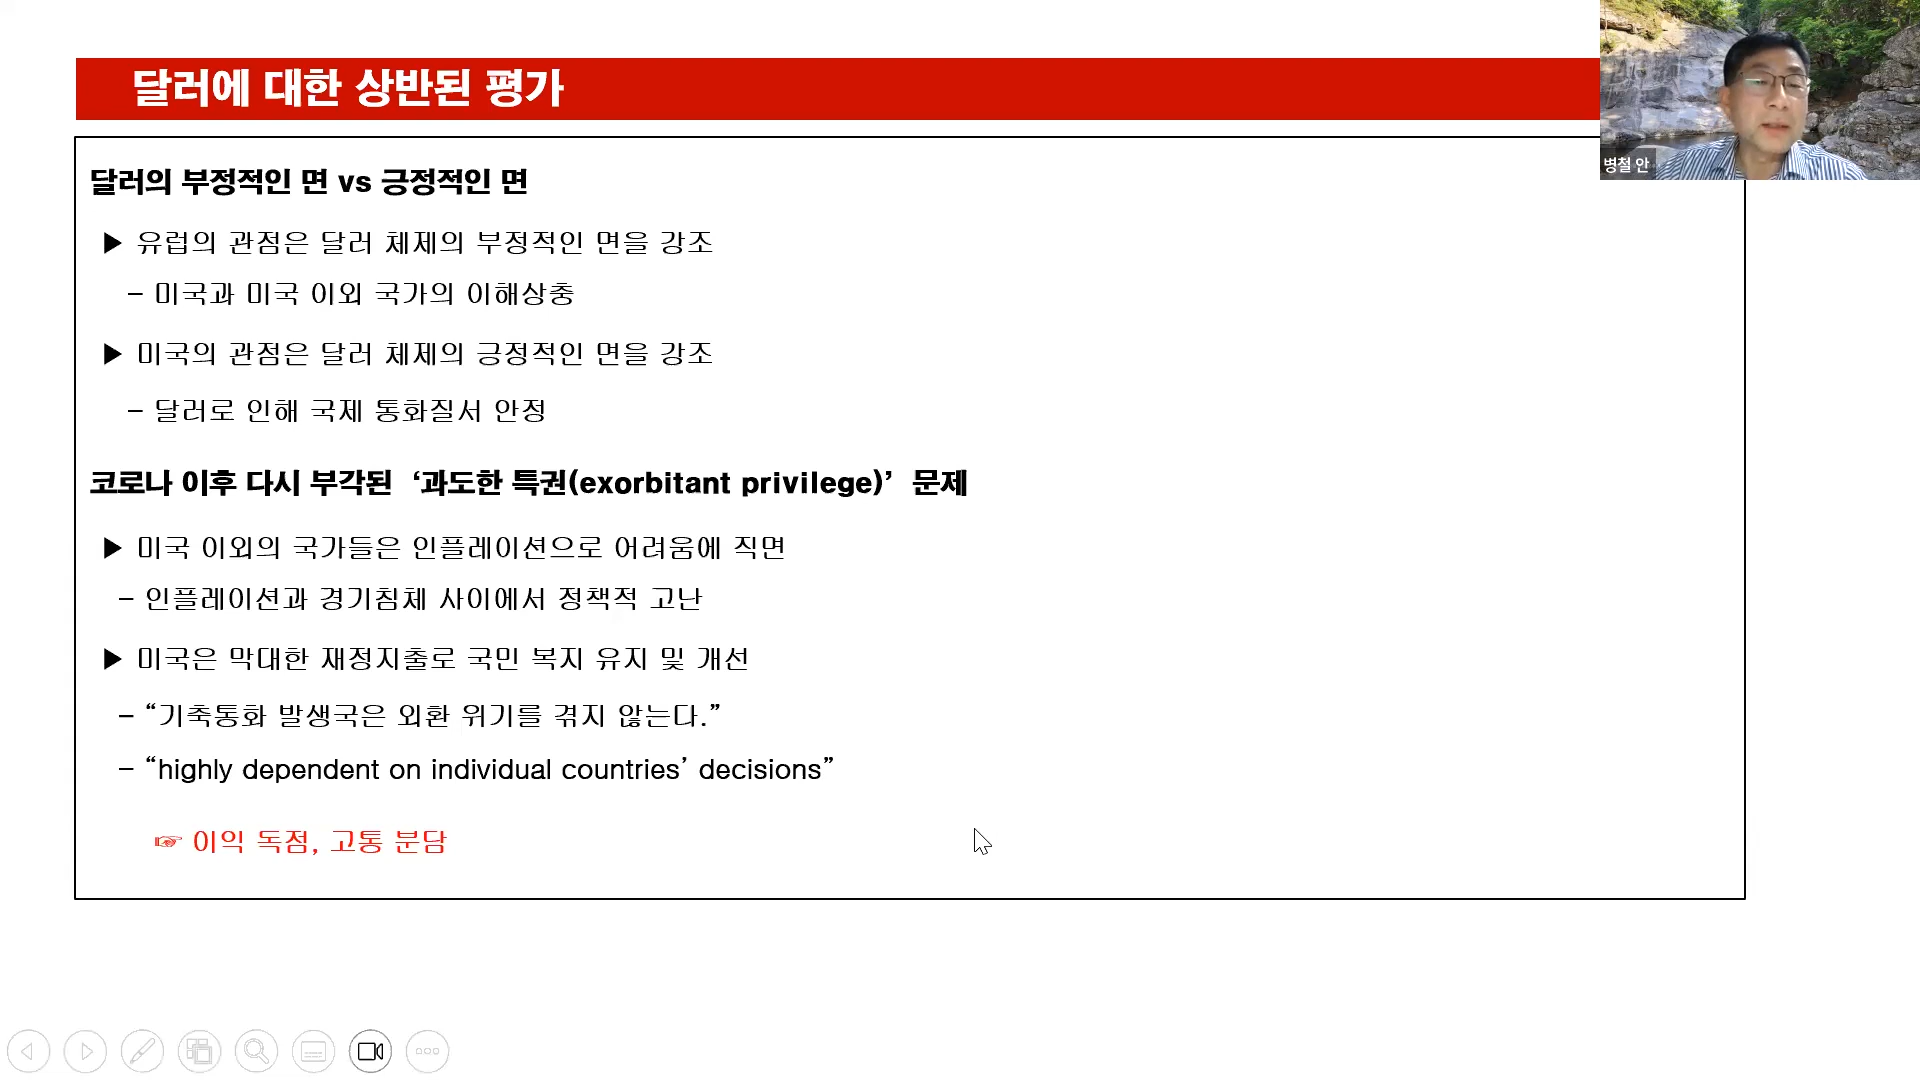 달러에 대한 상반된 평가
병철 안
달러의 부정적인 면 vs 긍정적인 면
▶ 유럽의 관점은 달러 체제의 부정적인 면을 강조
– 미국과 미국 이외 국가의 이해상충
▶ 미국의 관점은 달러 체제의 긍정적인 면을 강조
– 달러로 인해 국제 통화질서 안정
코로나 이후 다시 부각된 ‘과도한 특권(exorbitant privilege)’ 문제
▶ 미국 이외의 국가들은 인플레이션으로 어려움에 직면
– 인플레이션과 경기침체 사이에서 정책적 고난
▶ 미국은 막대한 재정지출로 국민 복지 유지 및 개선
– “기축통화 발생국은 외환 위기를 겪지 않는다.”
– “highly dependent on individual countries’ decisions”
☞ 이익 독점, 고통 분담